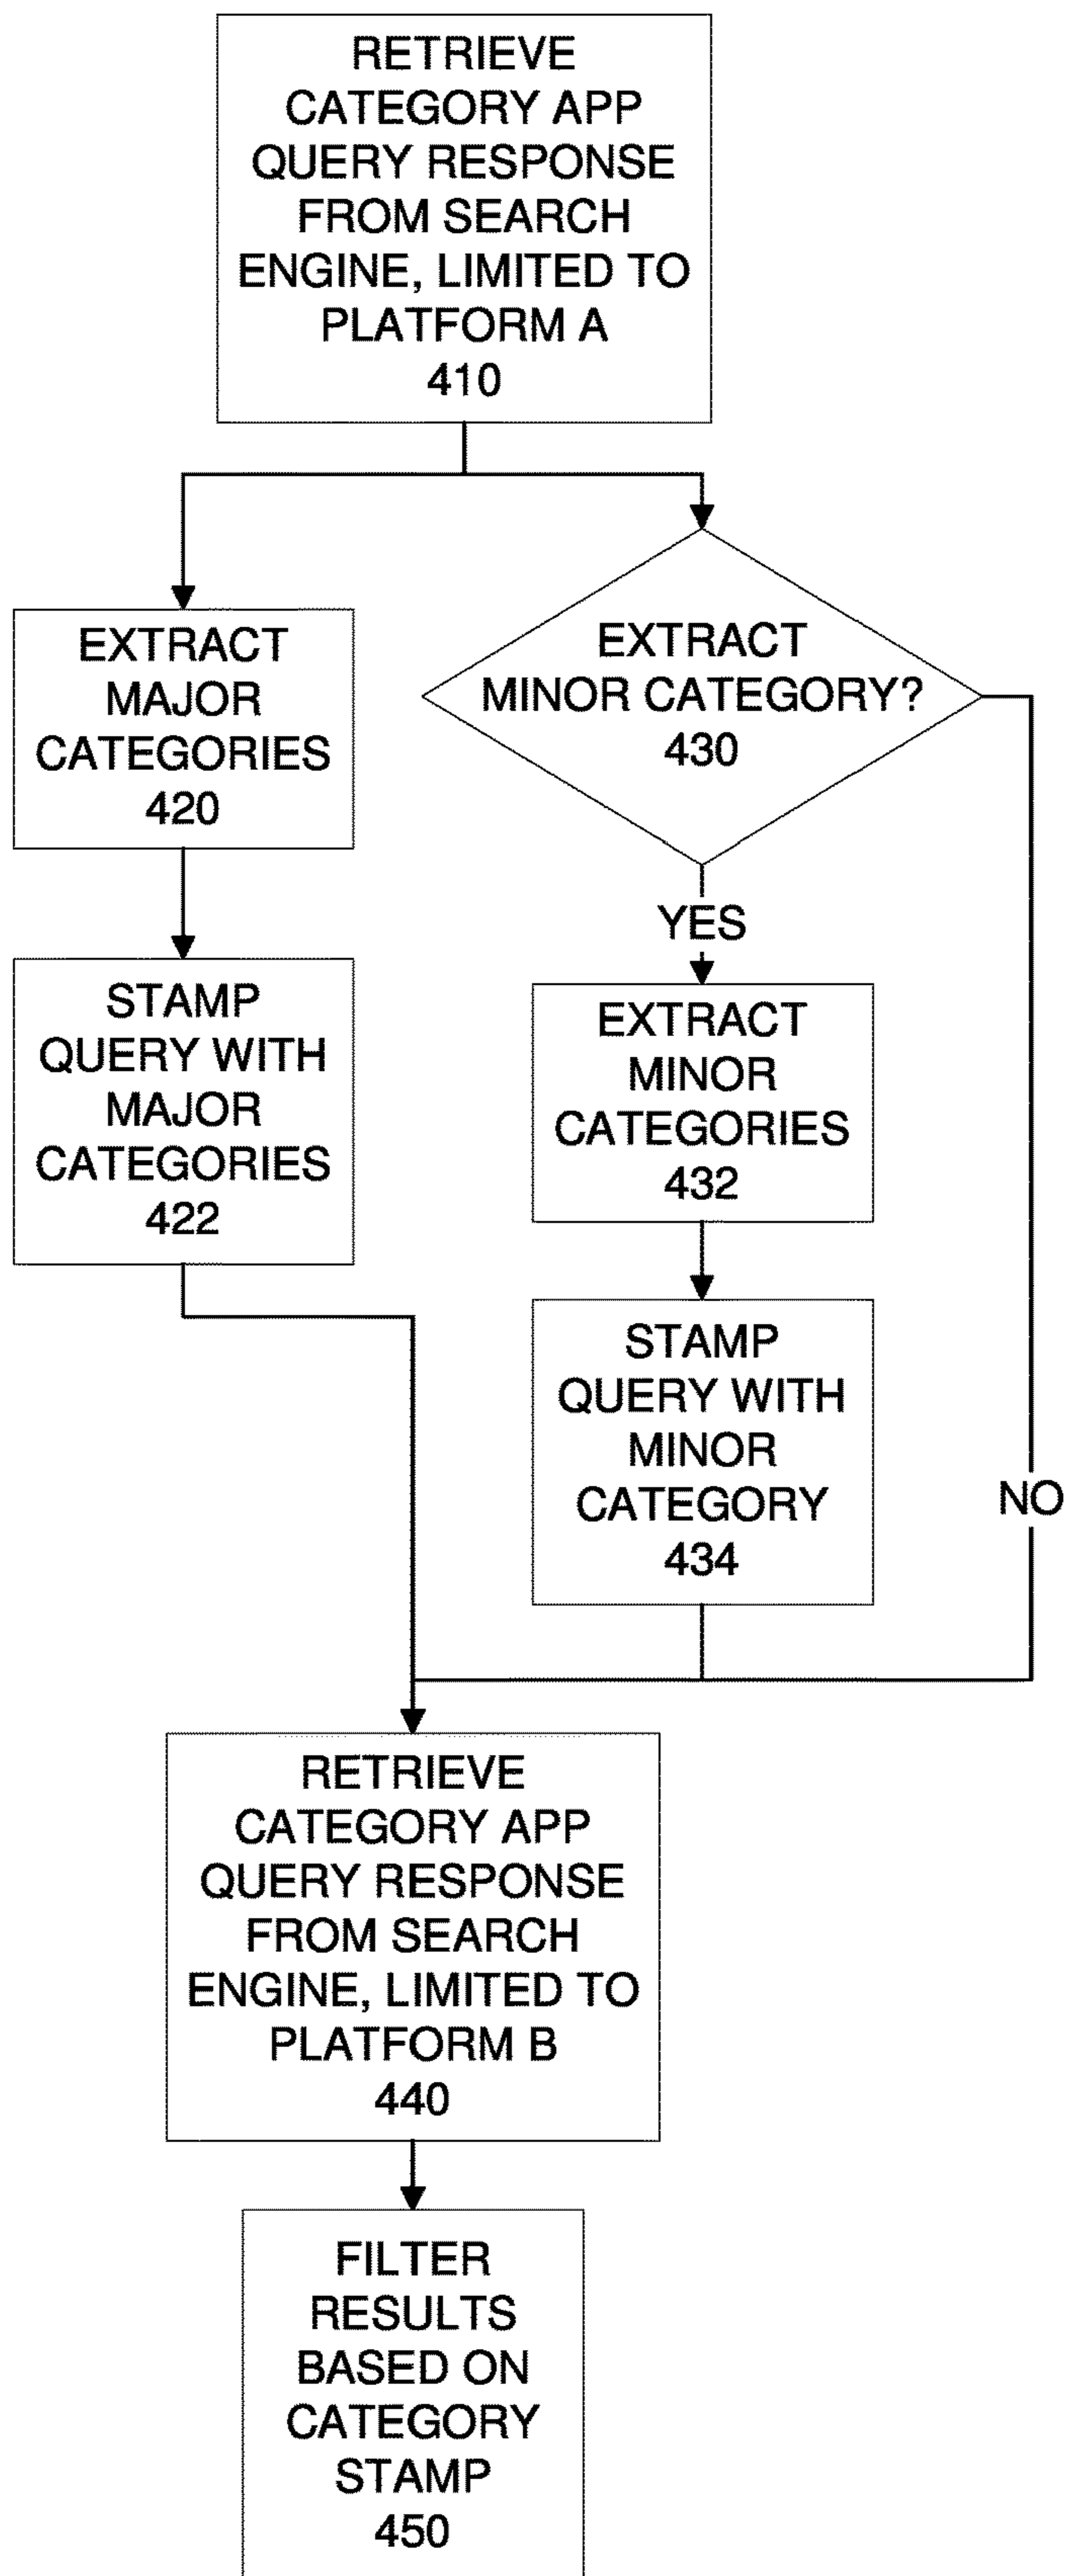 RETRIEVE
CATEGORY APP
QUERY RESPONSE
FROM SEARCH
ENGINE, LIMITED TO
PLATFORM A
410
EXTRACT
MAJOR
CATEGORIES
420
EXTRACT
MINOR CATEGORY?
430
YES
STAMP
QUERY WITH
MAJOR
CATEGORIES
422
EXTRACT
MINOR
CATEGORIES
432
STAMP
QUERY WITH
MINOR
CATEGORY
434
NO
RETRIEVE
CATEGORY APP
QUERY RESPONSE
FROM SEARCH
ENGINE, LIMITED TO
PLATFORM B
440
FILTER
RESULTS
BASED ON
CATEGORY
STAMP
450